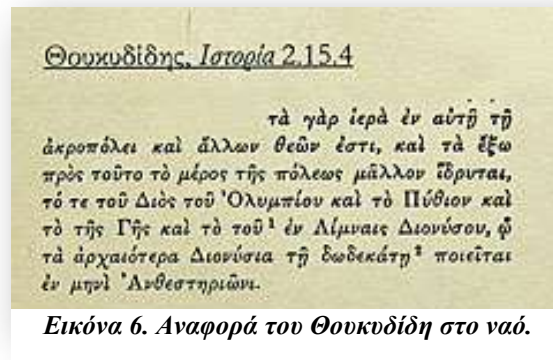 Θουκυδίδης, Ιστορία 2.15.4
τὰ γὰρ ἱερὰ ἐν αὐτῇ τῇ
ἀκροπόλει καὶ ἄλλων θεῶν ἐστι, καὶ τὰ ἔξω
πρὸς τοῦτο τὸ μέρος τῆς πόλεως μᾶλλον ἵδρυται,
τό τε τοῦ Διὸς τοῦ Ὀλυμπίου καὶ τὸ Πύθιον καὶ
τὸ τῆς Γῆς καὶ τὸ τοῦ¹ ἐν Λίμναις Διονύσου, ᾧ
τὰ ἀρχαιότερα Διονύσια τῇ δωδεκάτῃ² ποιεῖται
ἐν μηνὶ Ἀνθεστηριῶνι.
Εικόνα 6. Αναφορά του Θουκυδίδη στο ναό.